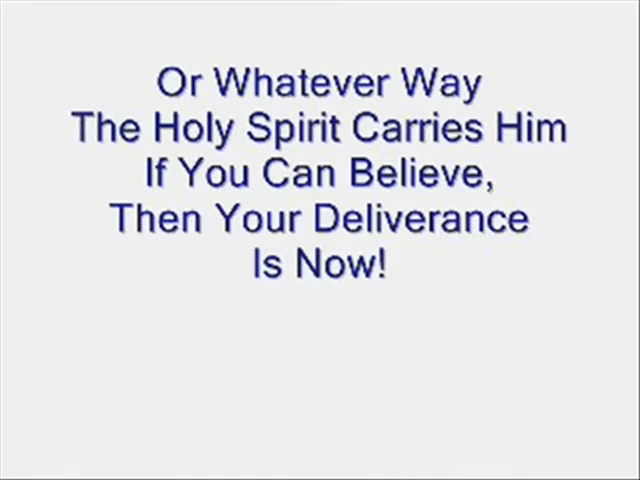 Or Whatever Way
The Holy Spirit Carries Him
If You Can Believe,
Then Your Deliverance
Is Now!